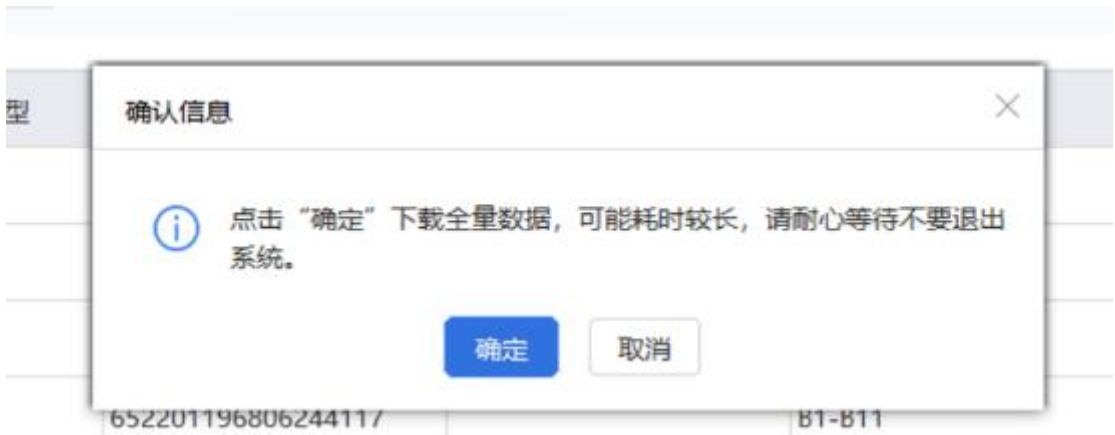 型
确认信息
点击“确定”下载全量数据，可能耗时较长，请耐心等待不要退出
系统。
确定
取消
652201196806244117
B1-B11